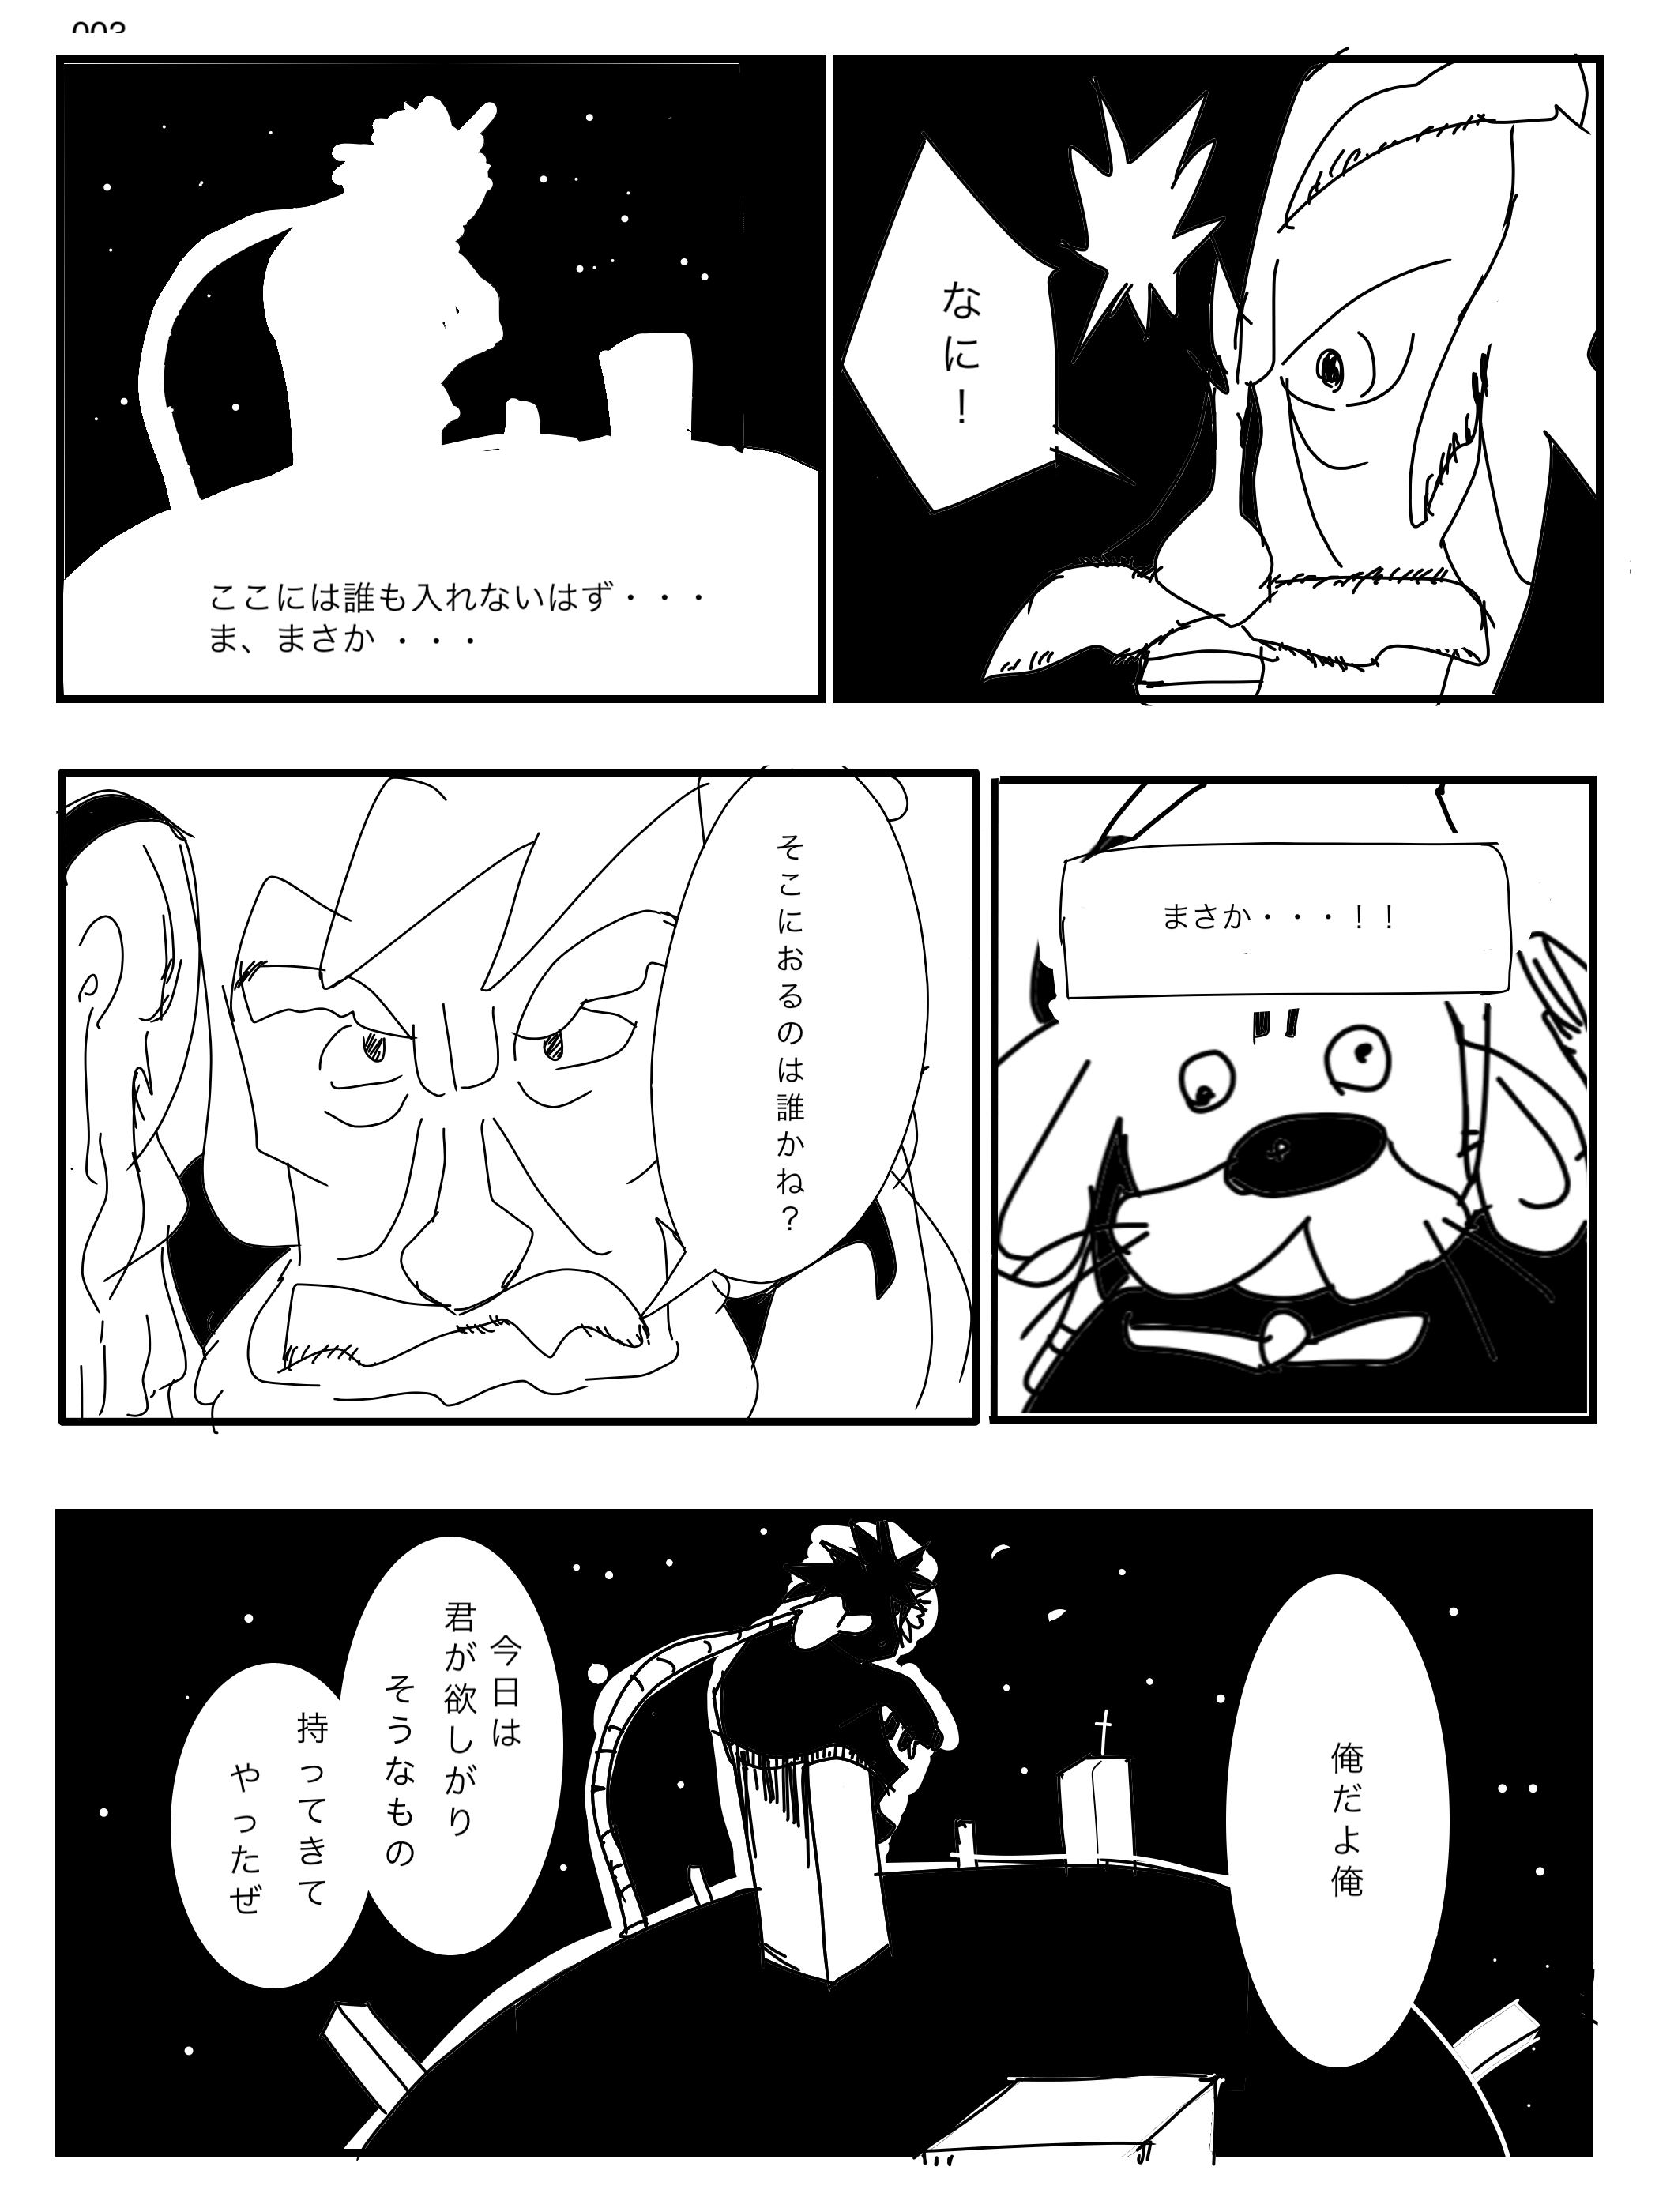 003
なに！
ここには誰も入れないはず・・・
ま、まさか ・・・
まさか・・・！！
そこにおるのは誰かね？
俺だよ俺
今日は
君が欲しがり
そうなもの
持ってきて
やったぜ